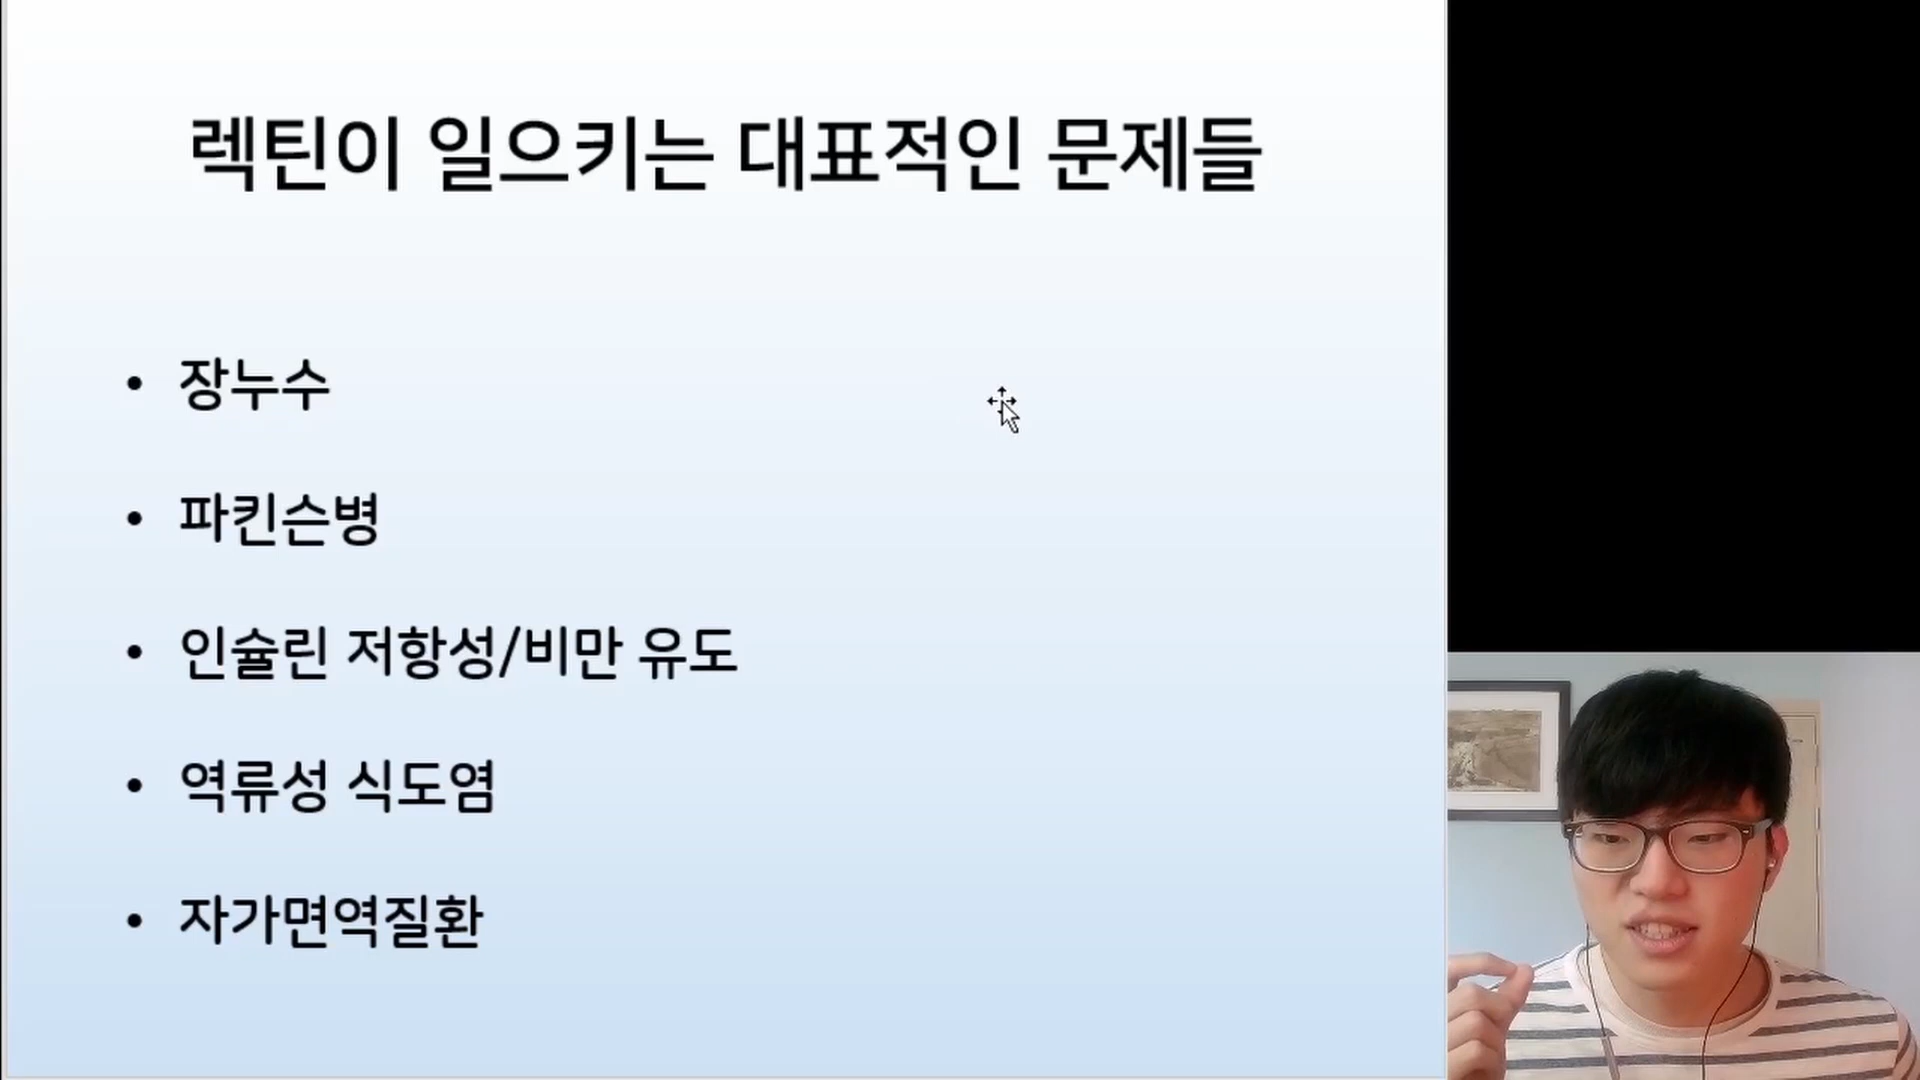 렉틴이 일으키는 대표적인 문제들
• 장누수
• 파킨슨병
• 인슐린 저항성/비만 유도
• 역류성 식도염
• 자가면역질환